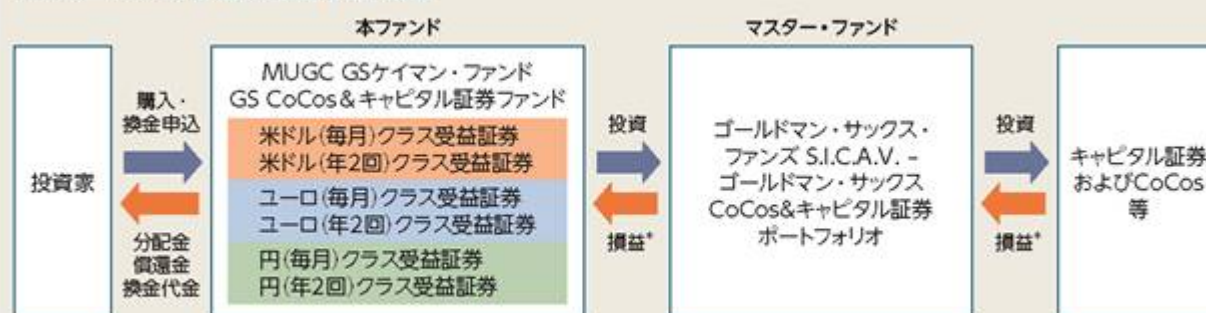 本ファンド
マスター・ファンド
投資家
購入・
換金申込
分配金
償還金
換金代金
MUGC GSケイマン・ファンド
GS CoCos&キャピタル証券ファンド
米ドル(毎月)クラス受益証券
米ドル(年2回)クラス受益証券
ユーロ(毎月)クラス受益証券
ユーロ(年2回)クラス受益証券
円(毎月)クラス受益証券
円(年2回)クラス受益証券
投資
損益*
ゴールドマン・サックス・
ファンズ S.I.C.A.V. –
ゴールドマン・サックス
CoCos&キャピタル証券
ポートフォリオ
投資
損益*
キャピタル証券
およびCoCos
等